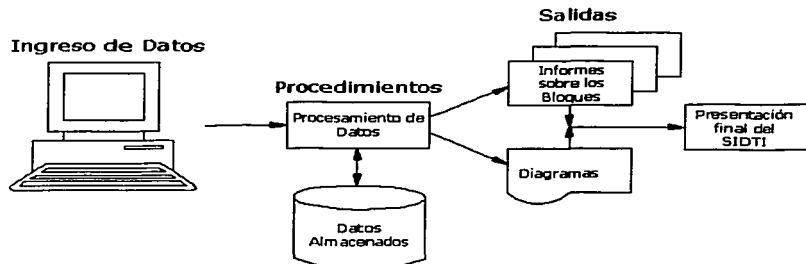 Salidas
Ingreso de Datos
Procedimientos
Informes
sobre los
Bloques
Procesamiento de
Datos
Presentación
final del
SIDTI
Diagramas
Datos
Almacenados